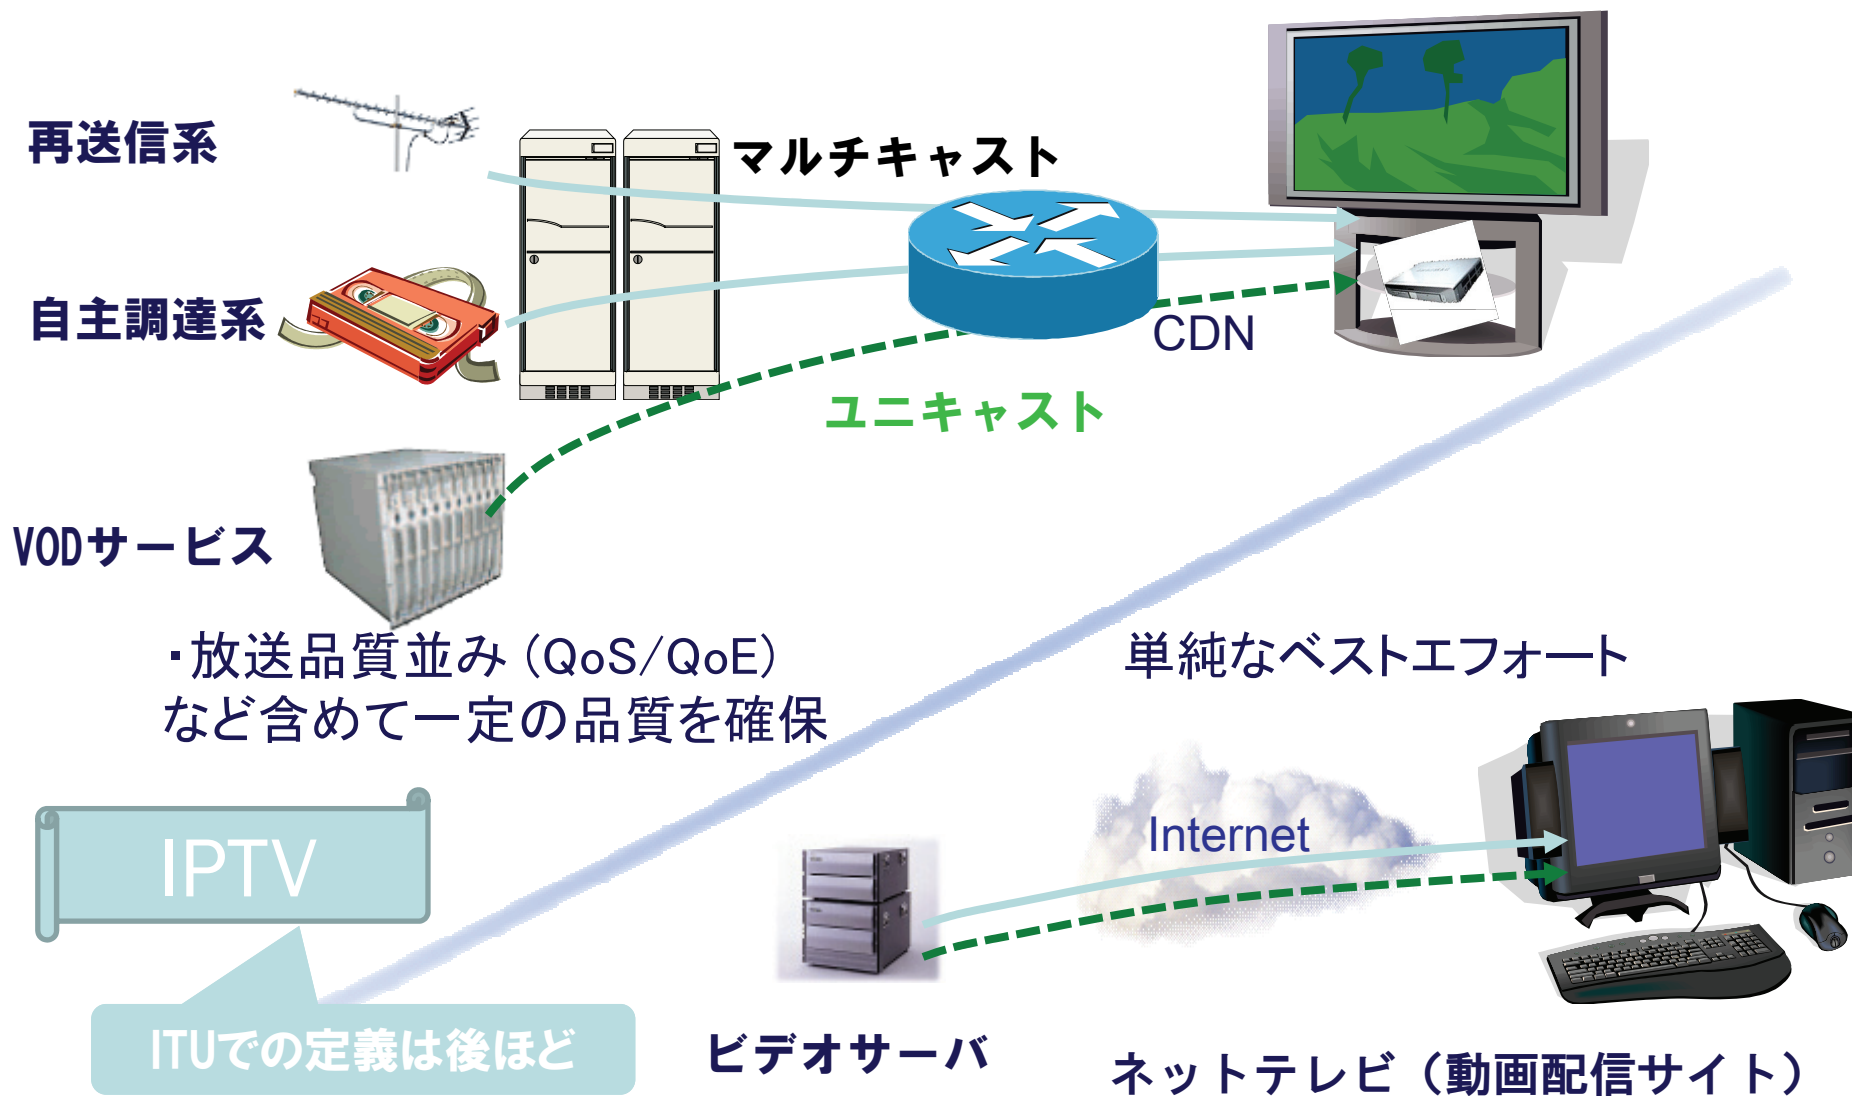 再送信系
マルチキャスト
自主調達系
CDN
ユニキャスト
VODサービス
・放送品質並み(QoS/QoE)
など含めて一定の品質を確保
単純なベストエフォート
IPTV
Internet
ITUでの定義は後ほど
ビデオサーバ
ネットテレビ(動画配信サイト)